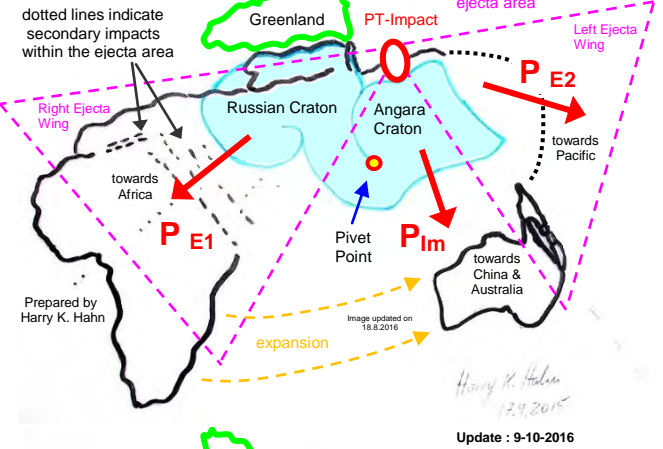 ejecta area
dotted lines indicate
secondary impacts
within the ejecta area
Greenland
PT-Impact
Left Ejecta
Wing
P E2
Right Ejecta
Wing
Russian Craton
Angara
Craton
towards
Pacific
towards
Africa
P E1
Pivet
Point
PIm
towards
China &
Australia
Prepared by
Harry K. Hahn
Image updated on
18.8.2016
expansion
Harry K. Hahn
17.9.2015
Update : 9-10-2016